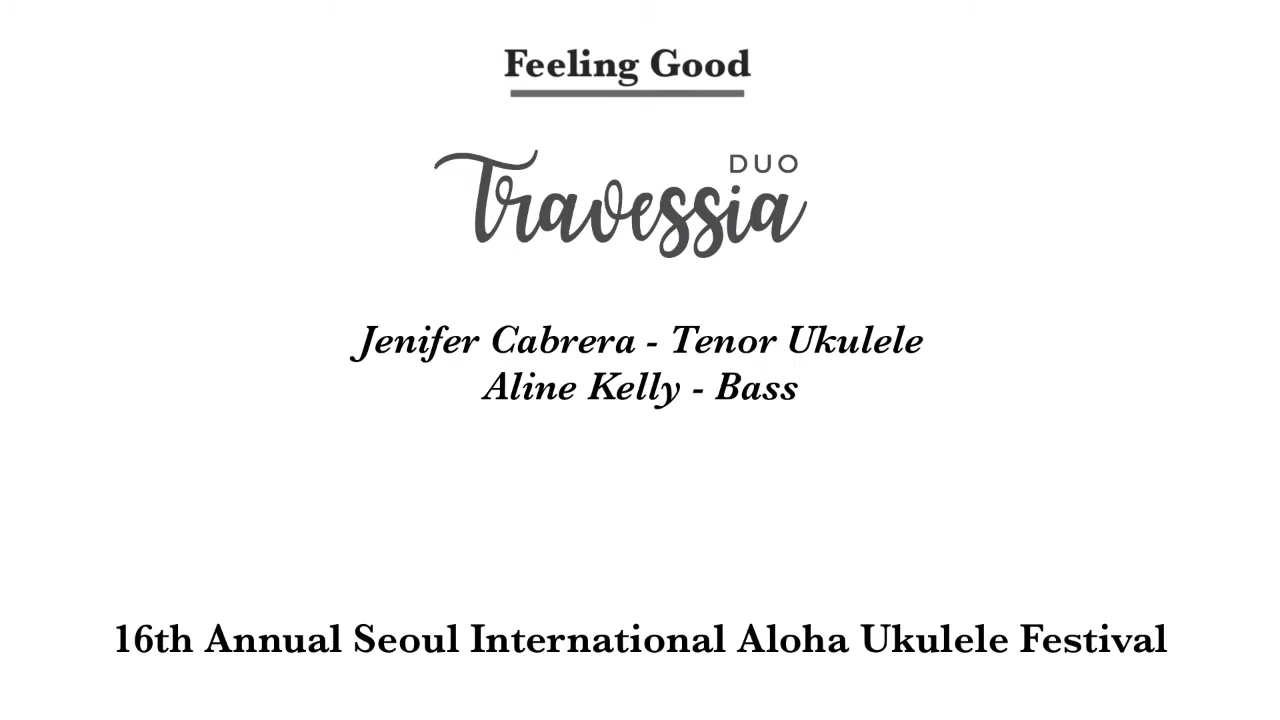 Feeling Good
Travessia DUO
Jenifer Cabrera - Tenor Ukulele
Aline Kelly - Bass
16th Annual Seoul International Aloha Ukulele Festival